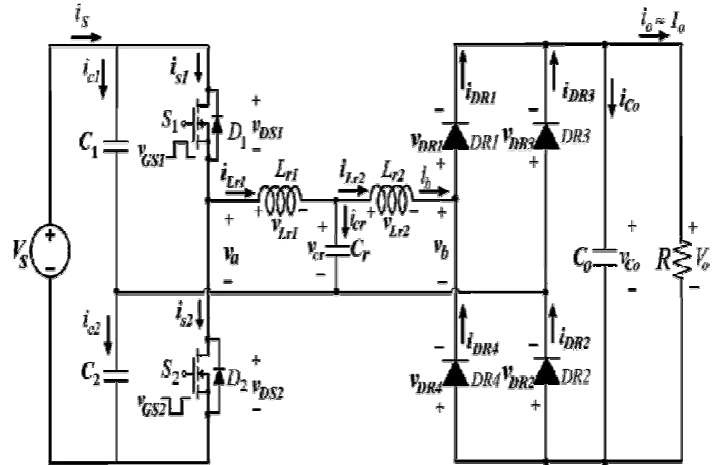 i_S
i_o ≈ I_o
i_c1
i_s1
i_DR1
i_DR3
i_Co
S_1
+
D_1
v_DS1
−
v_GS1
C_1
−
v_DR1
DR1
+
−
v_DR3
DR3
+
i_Lr1
L_r1
i_Lr2
L_r2
i_b
+
v_Lr1
−
+
v_Lr2
−
i_cr
+
v_a
−
+
v_cr
−
C_r
+
v_b
−
V_s
+
−
C_o
+
v_Co
−
R
+
V_o
−
i_c2
i_s2
i_DR4
i_DR2
C_2
S_2
+
D_2
v_DS2
−
v_GS2
−
v_DR4
DR4
+
−
v_DR2
DR2
+